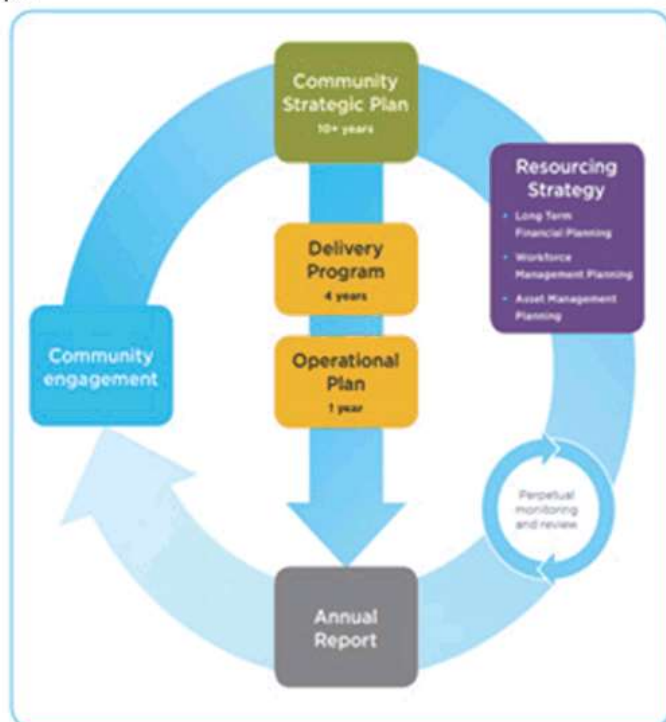 Community
Strategic Plan
10+ years
Resourcing
Strategy
• Long Term
Financial Planning
• Workforce
Management Planning
• Asset Management
Planning
Delivery
Program
4 years
Community
engagement
Operational
Plan
1 year
Perpetual
monitoring
and review
Annual
Report